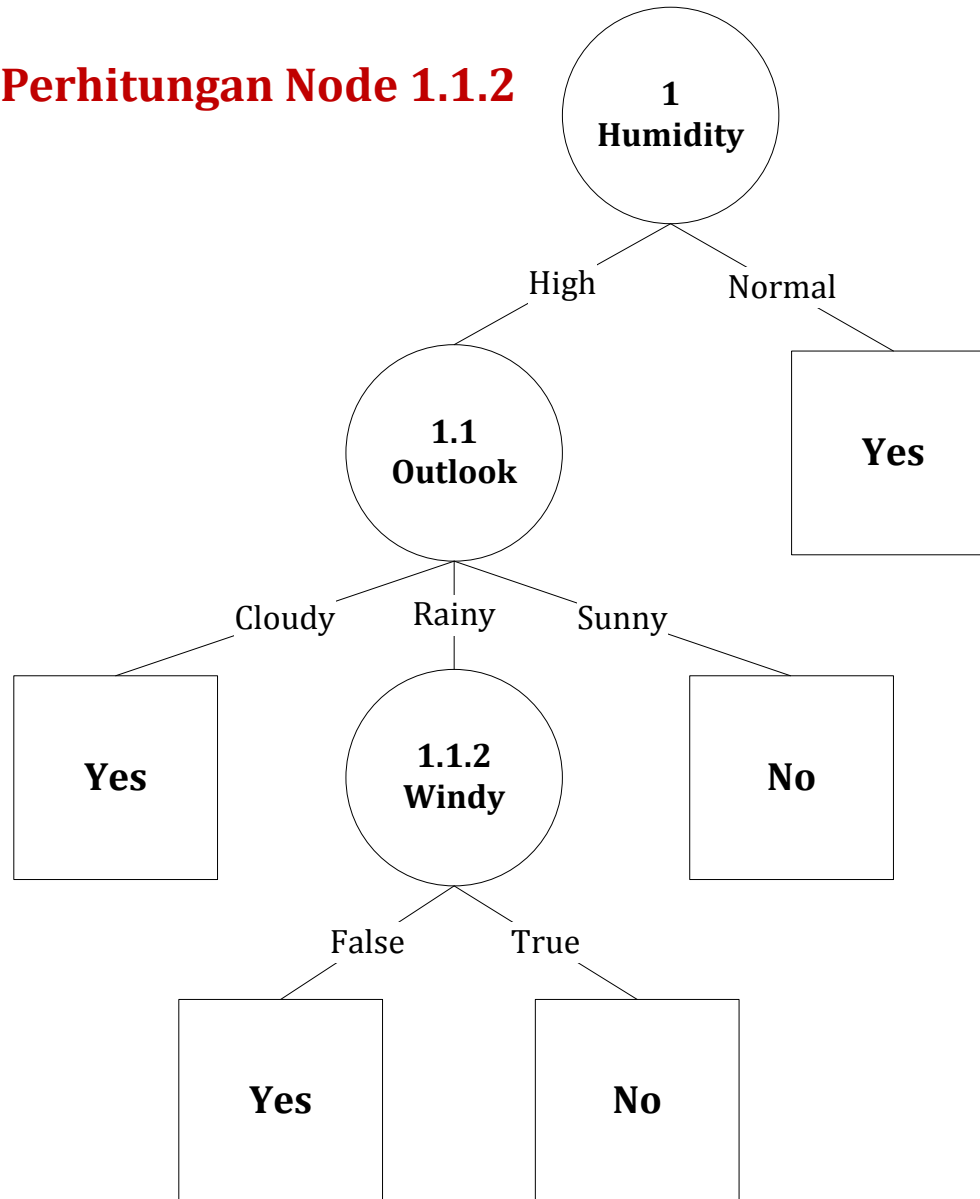 Perhitungan Node 1.1.2
1
Humidity
High
Normal
1.1
Outlook
Yes
Cloudy
Rainy
Sunny
Yes
1.1.2
Windy
No
False
True
Yes
No